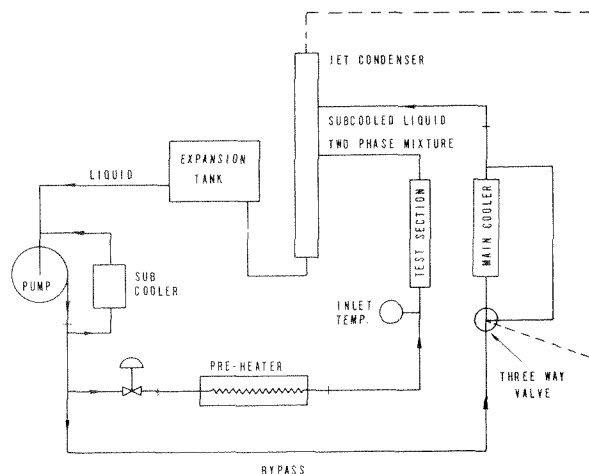 JET CONDENSER
SUBCOOLED LIQUID
TWO PHASE MIXTURE
EXPANSION
TANK
LIQUID
TEST SECTION
MAIN COOLER
PUMP
SUB
COOLER
INLET
TEMP.
PRE-HEATER
THREE WAY
VALVE
BYPASS